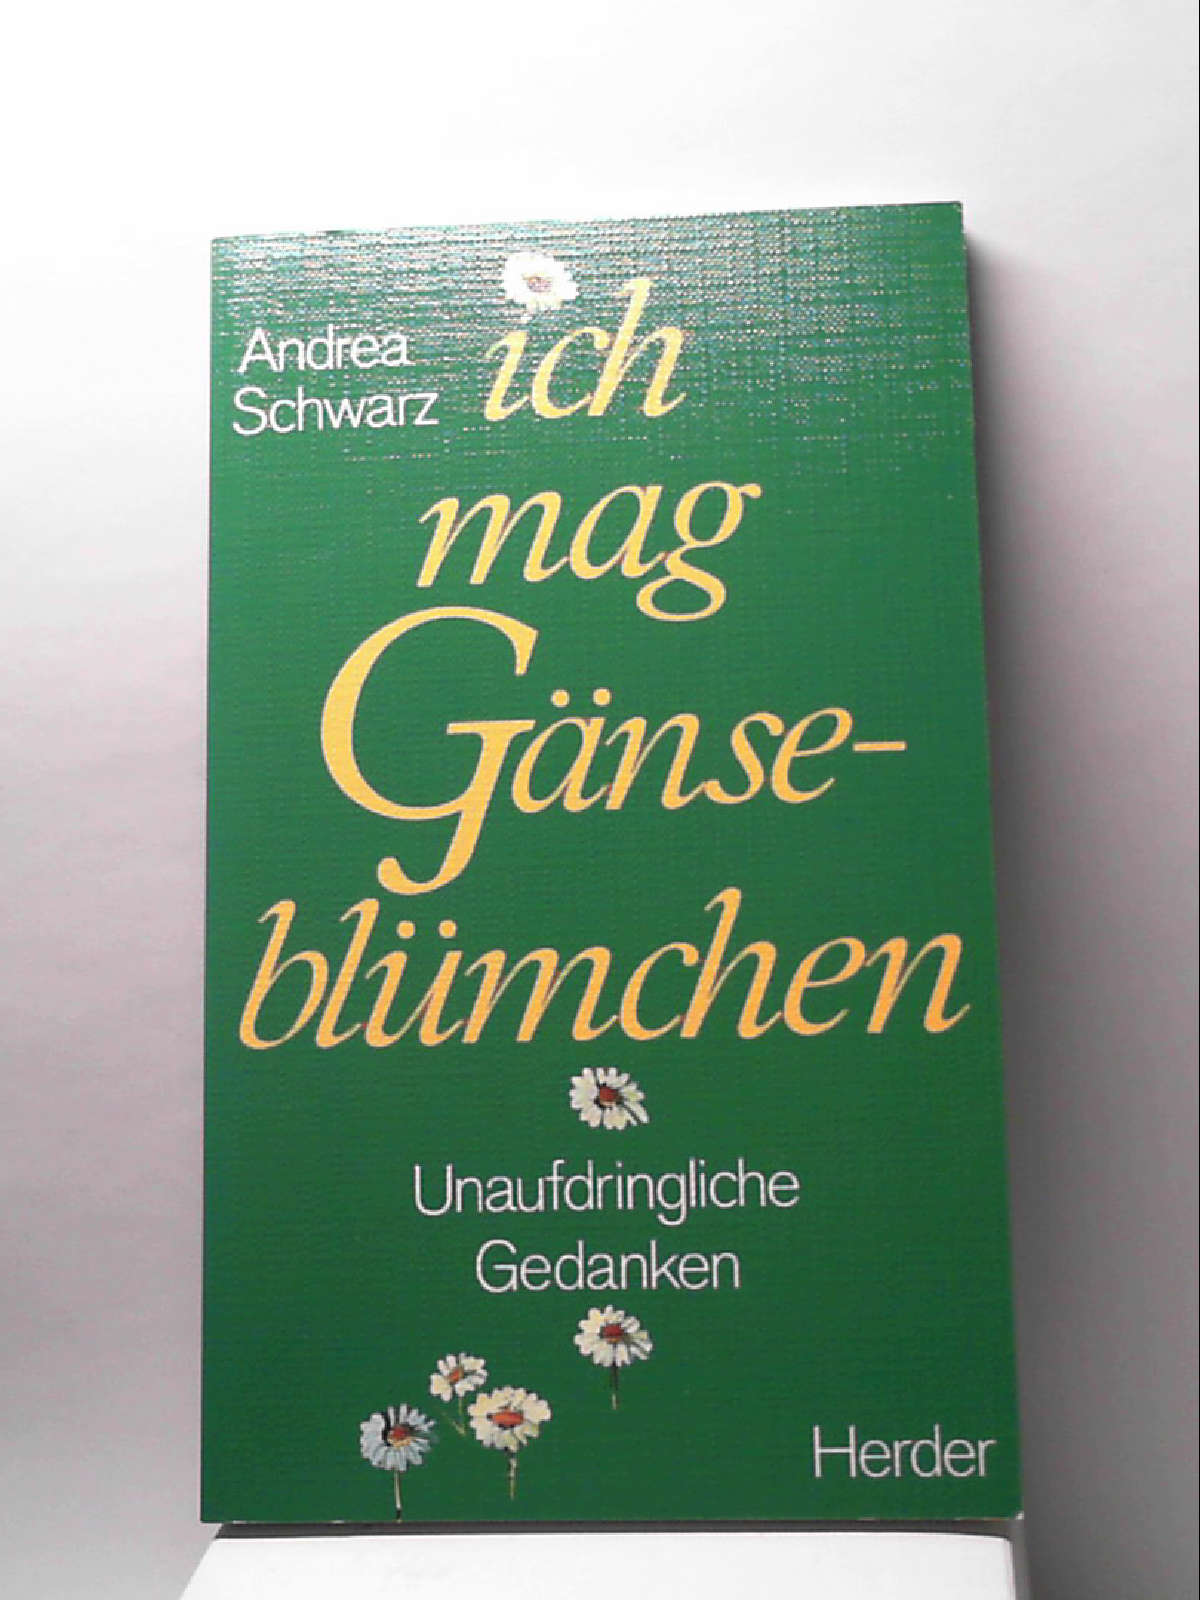 Andrea
Schwarz
ich
mag
Gänse-
blümchen
Unaufdringliche
Gedanken
Herder